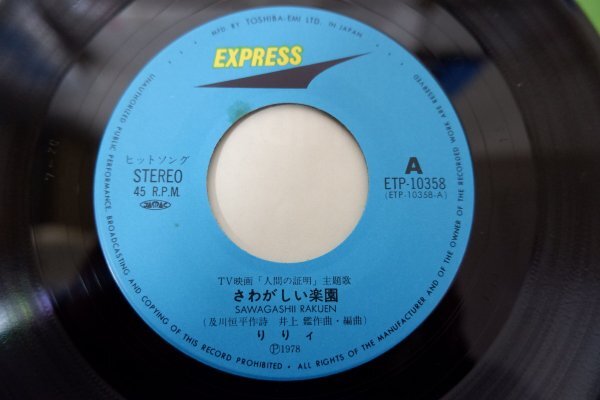 MFD. BY TOSHIBA-EMI LTD. IN JAPAN
EXPRESS
ヒットソング
STEREO
45 R.P.M.
A
ETP-10358
(ETP-10358-A)
TV映画「人間の証明」主題歌
さわがしい楽園
SAWAGASHII RAKUEN
(及川恒平作詩 井上 鑑作曲・編曲)
りりィ
Ⓟ1978
UNAUTHORIZED PUBLIC PERFORMANCE, BROADCASTING AND COPYING OF THIS RECORD PROHIBITED • ALL RIGHTS OF THE MANUFACTURER AND OF THE OWNER OF THE RECORDED WORK ARE RESERVED